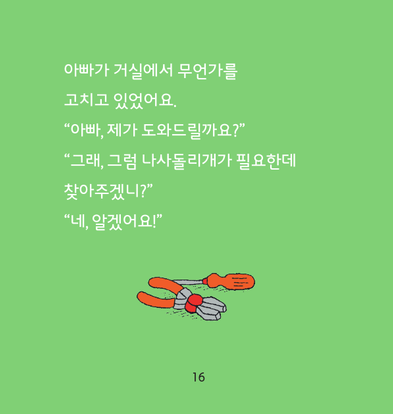 아빠가 거실에서 무언가를
고치고 있었어요.
“아빠, 제가 도와드릴까요?”
“그래, 그럼 나사돌리개가 필요한데
찾아주겠니?”
“네, 알겠어요!”
16